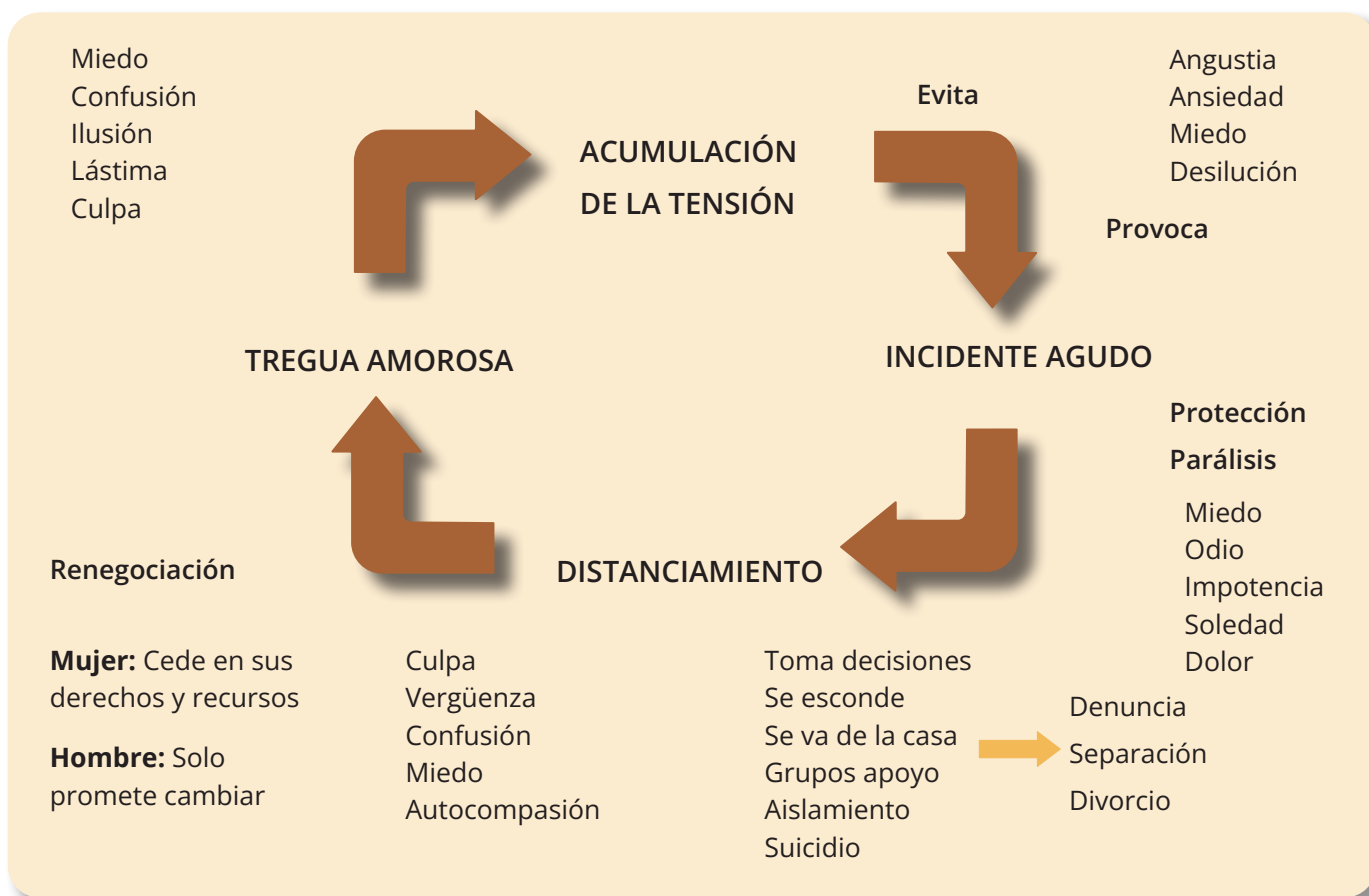 Miedo
Confusión
Ilusión
Lástima
Culpa
ACUMULACIÓN
DE LA TENSIÓN
Evita
Angustia
Ansiedad
Miedo
Desilución
Provoca
TREGUA AMOROSA
INCIDENTE AGUDO
Protección
Parálisis
Miedo
Odio
Impotencia
Soledad
Dolor
DISTANCIAMIENTO
Renegociación
Mujer: Cede en sus
derechos y recursos
Hombre: Solo
promete cambiar
Culpa
Vergüenza
Confusión
Miedo
Autocompasión
Toma decisiones
Se esconde
Se va de la casa
Grupos apoyo
Aislamiento
Suicidio
Denuncia
Separación
Divorcio